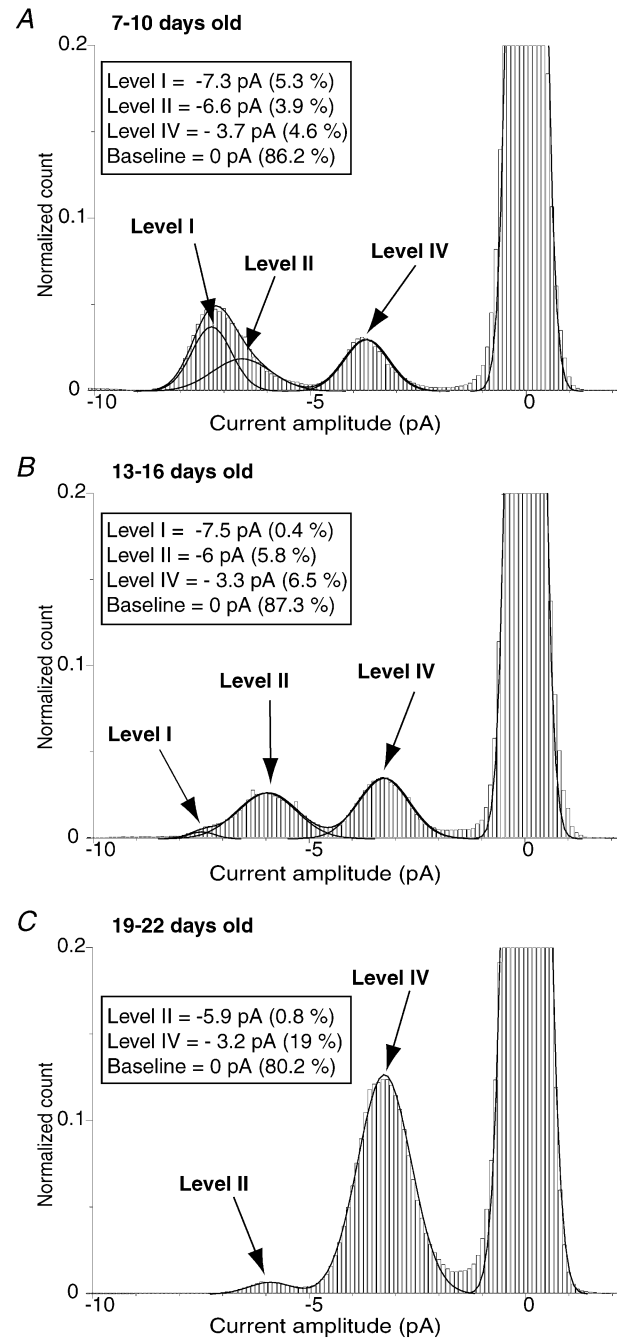 A 7-10 days old
0.2
Level I = -7.3 pA (5.3 %)
Level II = -6.6 pA (3.9 %)
Level IV = - 3.7 pA (4.6 %)
Baseline = 0 pA (86.2 %)
Normalized count
0.1
Level I
Level II
Level IV
0
-10
-5
0
Current amplitude (pA)
B 13-16 days old
0.2
Level I = -7.5 pA (0.4 %)
Level II = -6 pA (5.8 %)
Level IV = - 3.3 pA (6.5 %)
Baseline = 0 pA (87.3 %)
Normalized count
0.1
Level I
Level II
Level IV
0
-10
-5
0
Current amplitude (pA)
C 19-22 days old
0.2
Level II = -5.9 pA (0.8 %)
Level IV = - 3.2 pA (19 %)
Baseline = 0 pA (80.2 %)
Level IV
Normalized count
0.1
Level II
0
-10
-5
0
Current amplitude (pA)